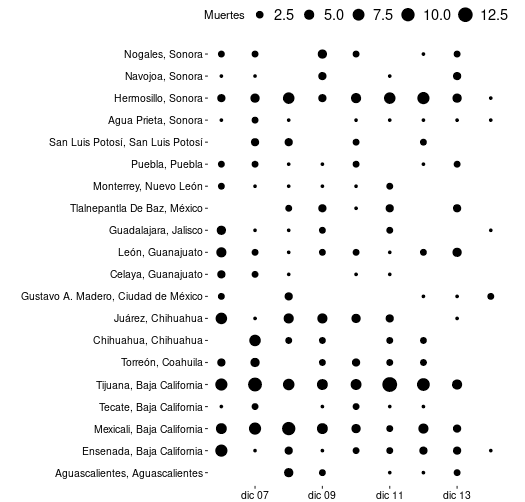 Muertes 2.5 5.0 7.5 10.0 12.5
Nogales, Sonora
Navojoa, Sonora
Hermosillo, Sonora
Agua Prieta, Sonora
San Luis Potosí, San Luis Potosí
Puebla, Puebla
Monterrey, Nuevo León
Tlalnepantla De Baz, México
Guadalajara, Jalisco
León, Guanajuato
Celaya, Guanajuato
Gustavo A. Madero, Ciudad de México
Juárez, Chihuahua
Chihuahua, Chihuahua
Torreón, Coahuila
Tijuana, Baja California
Tecate, Baja California
Mexicali, Baja California
Ensenada, Baja California
Aguascalientes, Aguascalientes
dic 07 dic 09 dic 11 dic 13